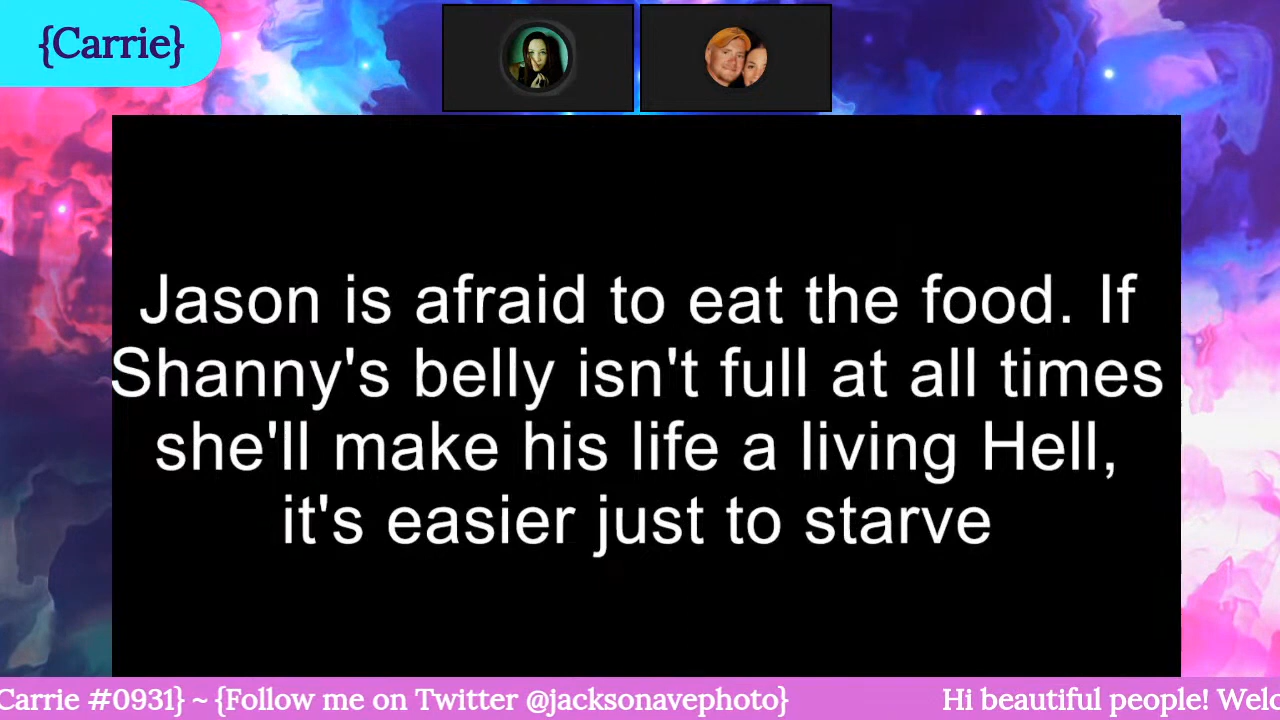 {Carrie}
Jason is afraid to eat the food. If
Shanny's belly isn't full at all times
she'll make his life a living Hell,
it's easier just to starve
Carrie #0931} ~ {Follow me on Twitter @jacksonavephoto} Hi beautiful people! Welc